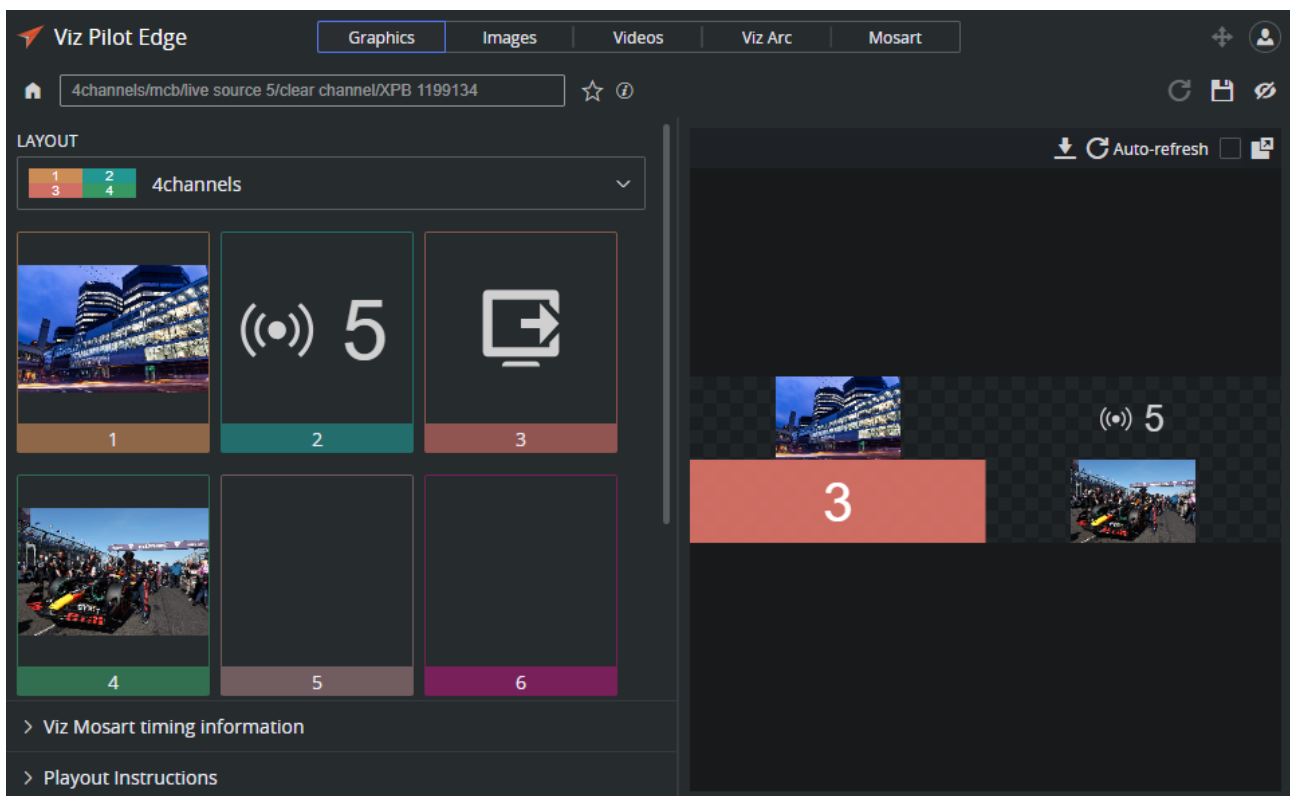 Viz Pilot Edge
Graphics
Images
Videos
Viz Arc
Mosart
4channels/mcb/live source 5/clear channel/XPB 1199134
LAYOUT
1 2
3 4
4channels
Auto-refresh
5
1
2
3
4
5
6
5
3
Viz Mosart timing information
Playout Instructions